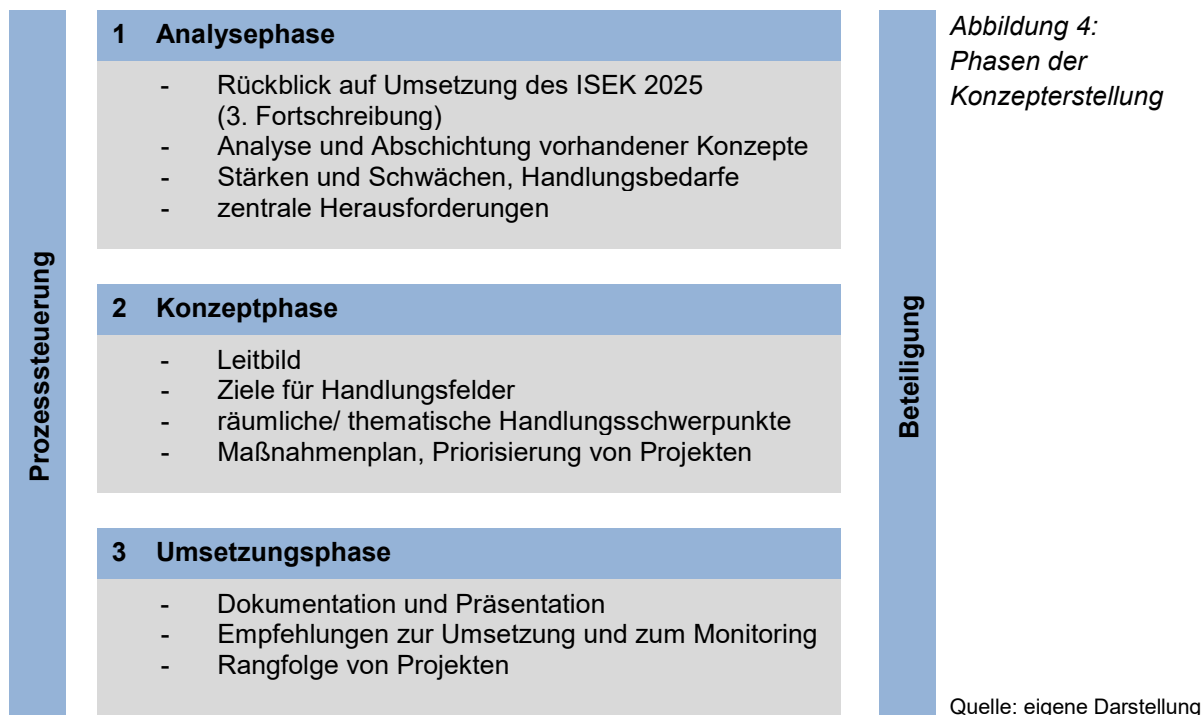 Prozesssteuerung
1 Analysephase
- Rückblick auf Umsetzung des ISEK 2025
(3. Fortschreibung)
- Analyse und Abschichtung vorhandener Konzepte
- Stärken und Schwächen, Handlungsbedarfe
- zentrale Herausforderungen
2 Konzeptphase
- Leitbild
- Ziele für Handlungsfelder
- räumliche/ thematische Handlungsschwerpunkte
- Maßnahmenplan, Priorisierung von Projekten
3 Umsetzungsphase
- Dokumentation und Präsentation
- Empfehlungen zur Umsetzung und zum Monitoring
- Rangfolge von Projekten
Beteiligung
Abbildung 4:
Phasen der
Konzepterstellung
Quelle: eigene Darstellung